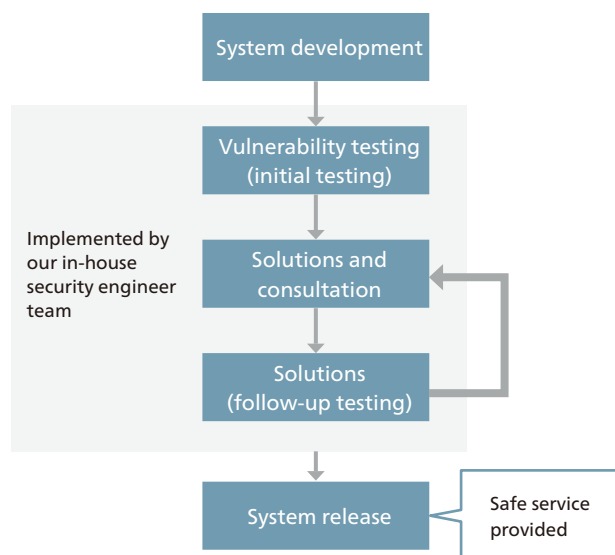 System development
Vulnerability testing
(initial testing)
Implemented by
our in-house
security engineer
team
Solutions and
consultation
Solutions
(follow-up testing)
System release
Safe service
provided